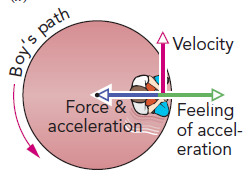 Boy's path
Velocity
Force &
acceleration
Feeling
of accel-
eration